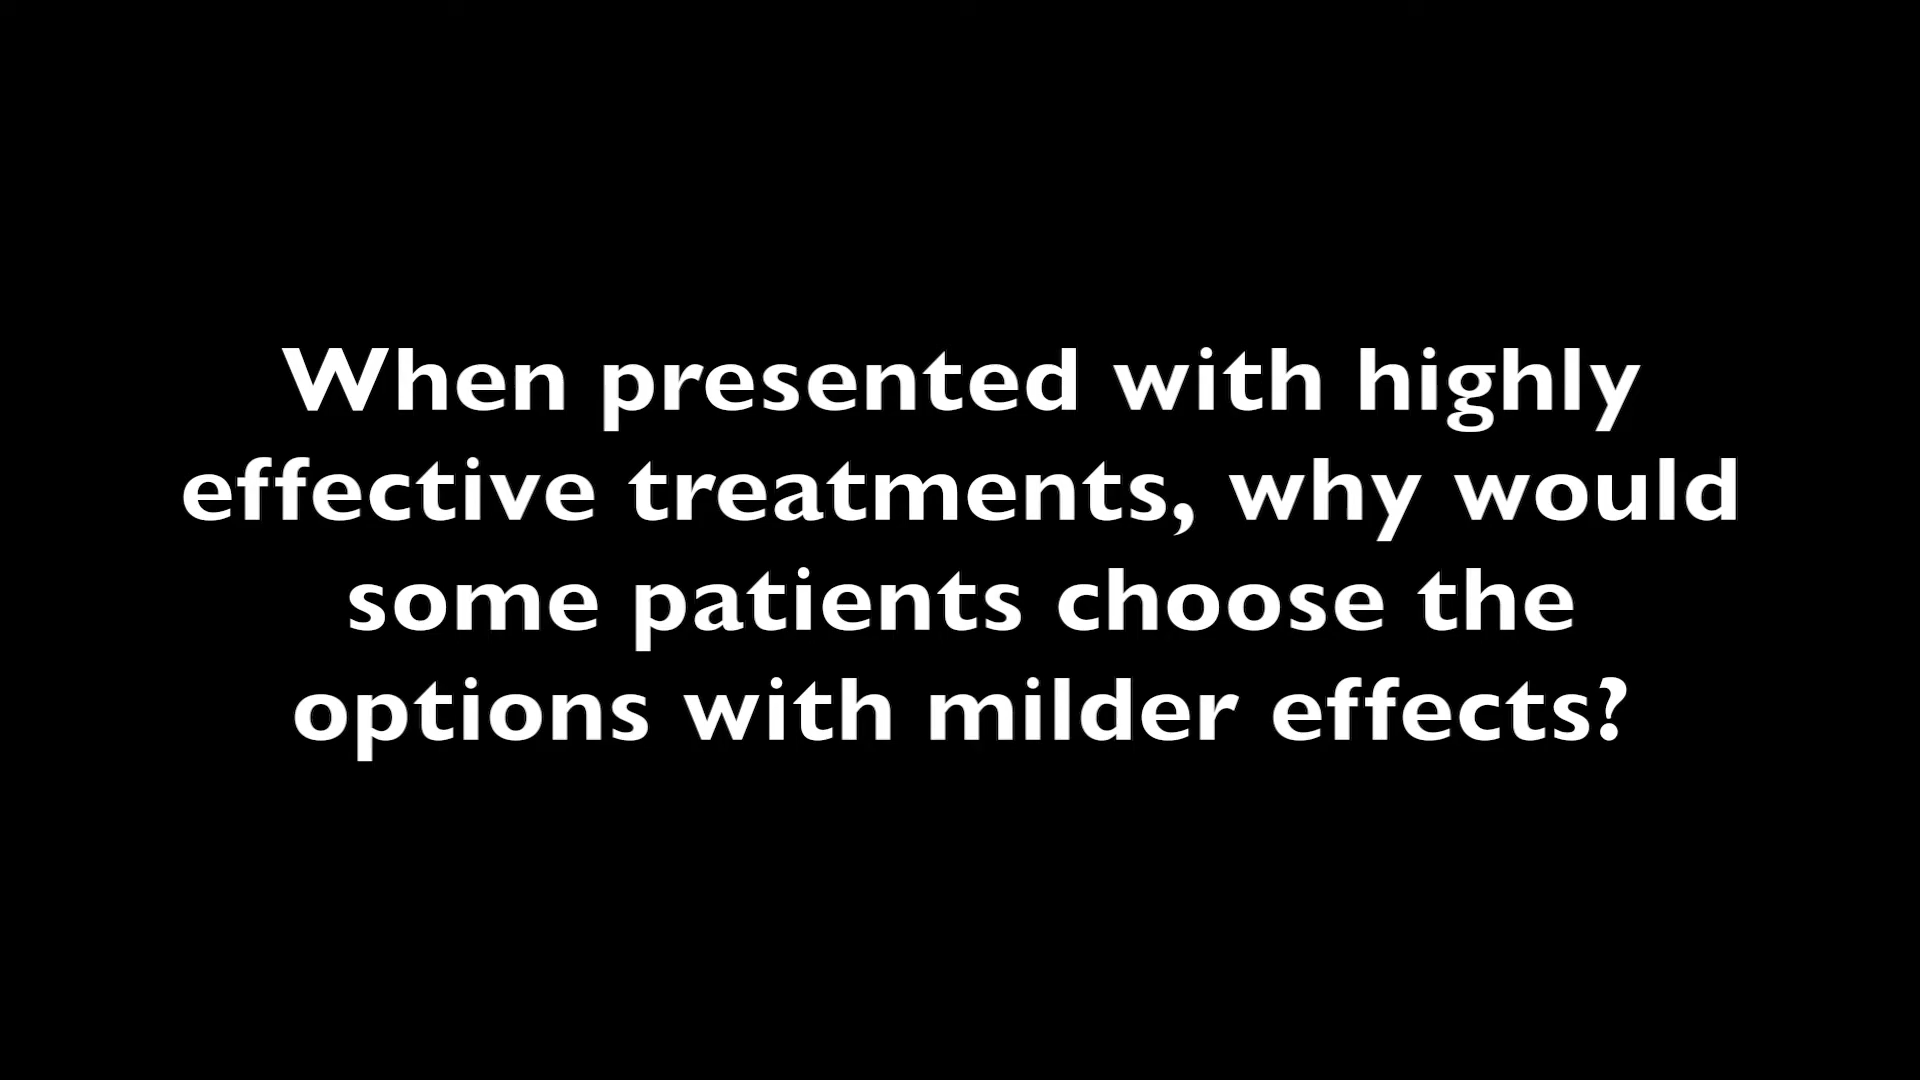 When presented with highly
effective treatments, why would
some patients choose the
options with milder effects?